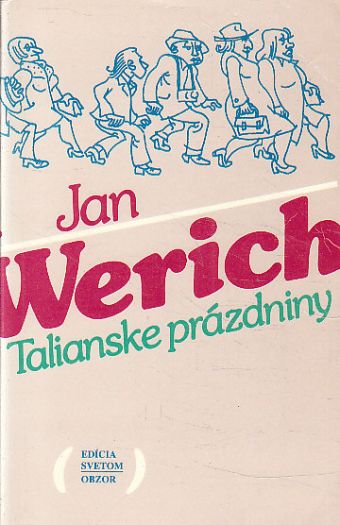 Jan
Werich
Talianske prázdniny
EDÍCIA
SVETOM
OBZOR